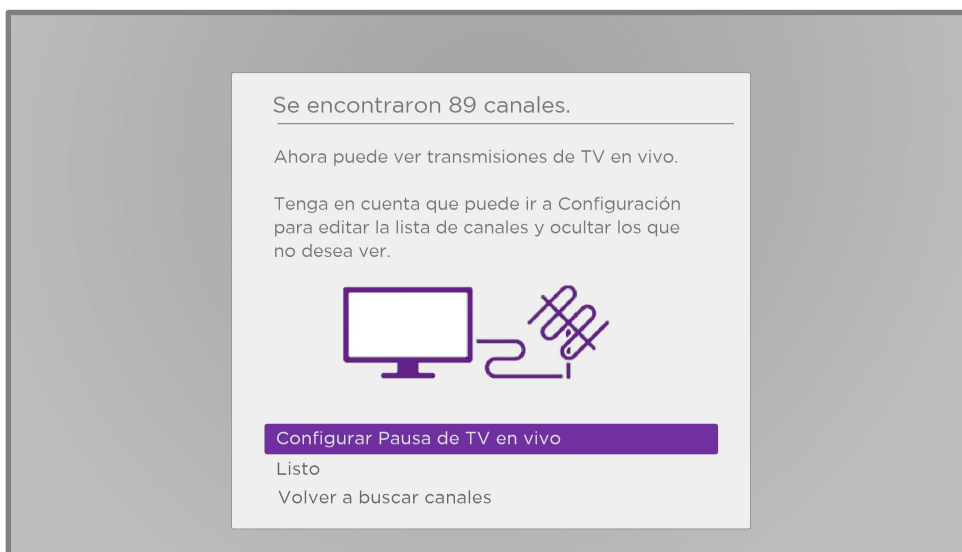 Se encontraron 89 canales.
Ahora puede ver transmisiones de TV en vivo.
Tenga en cuenta que puede ir a Configuración
para editar la lista de canales y ocultar los que
no desea ver.
Configurar Pausa de TV en vivo
Listo
Volver a buscar canales